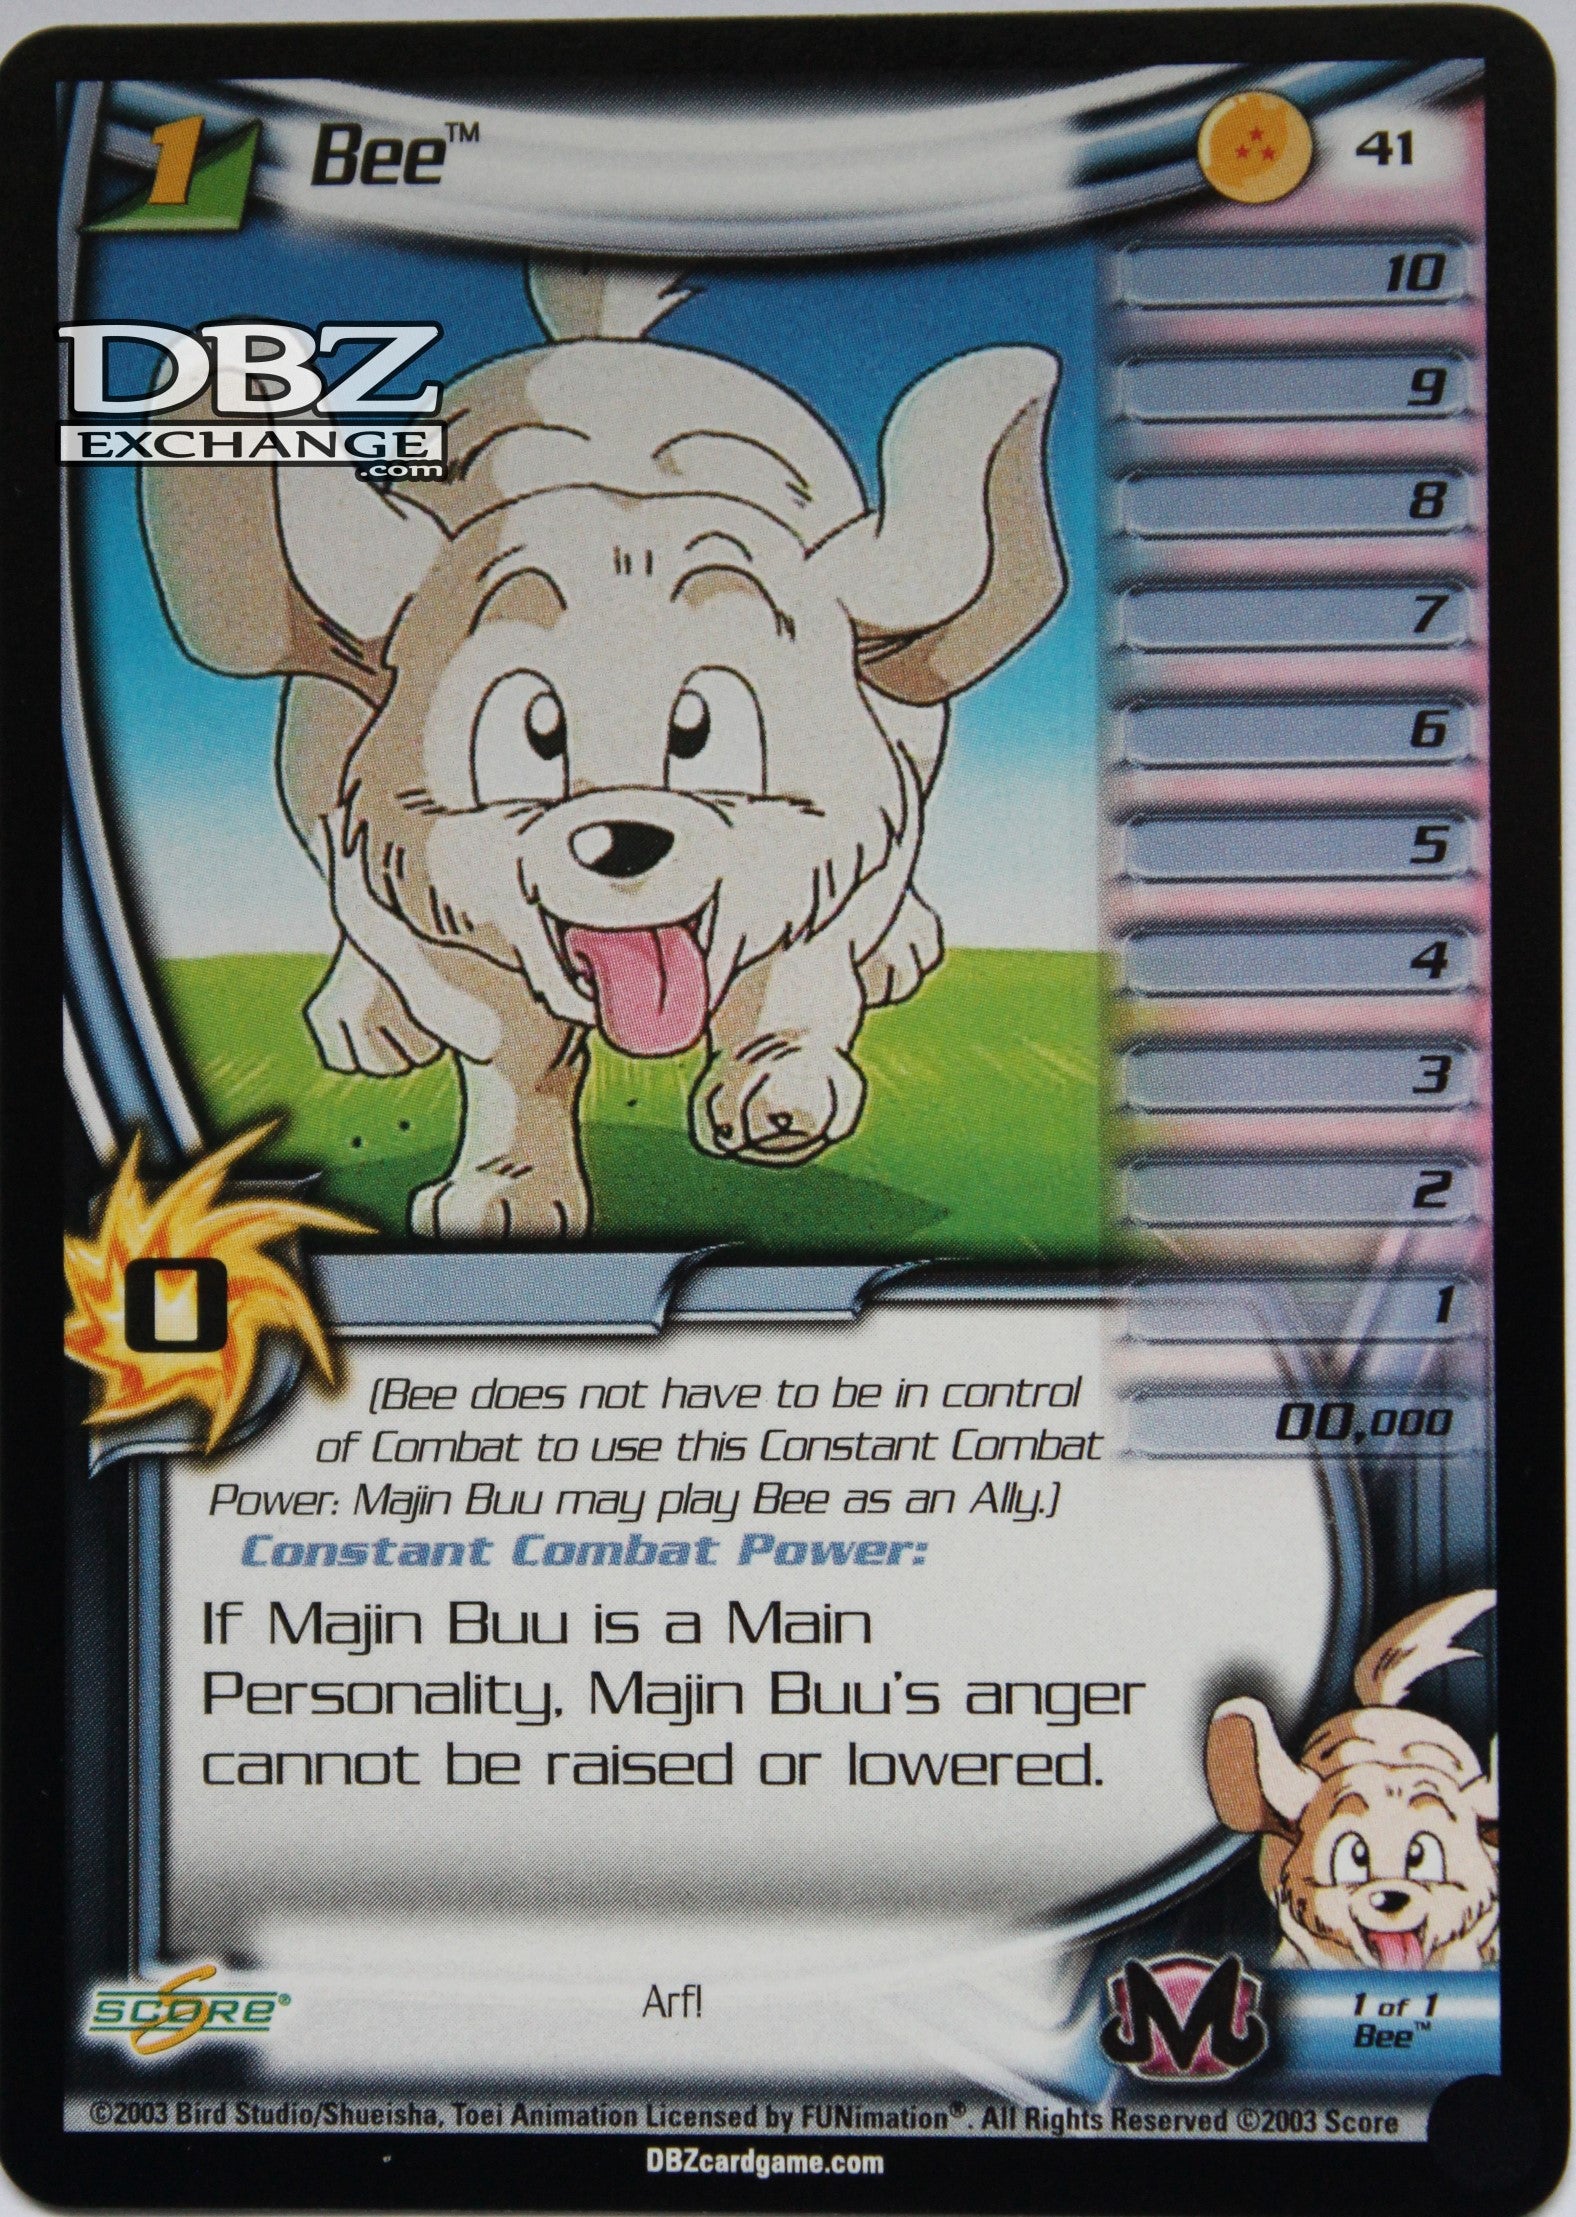 1 Bee™ 41
10
DBZ
EXCHANGE
.com
9
8
7
6
5
4
3
2
1
0
00,000
(Bee does not have to be in control
of Combat to use this Constant Combat
Power: Majin Buu may play Bee as an Ally.)
Constant Combat Power:
If Majin Buu is a Main
Personality, Majin Buu's anger
cannot be raised or lowered.
SCORE®
Arf!
M
1 of 1
Bee™
©2003 Bird Studio/Shueisha, Toei Animation Licensed by FUNimation®. All Rights Reserved ©2003 Score
DBZcardgame.com